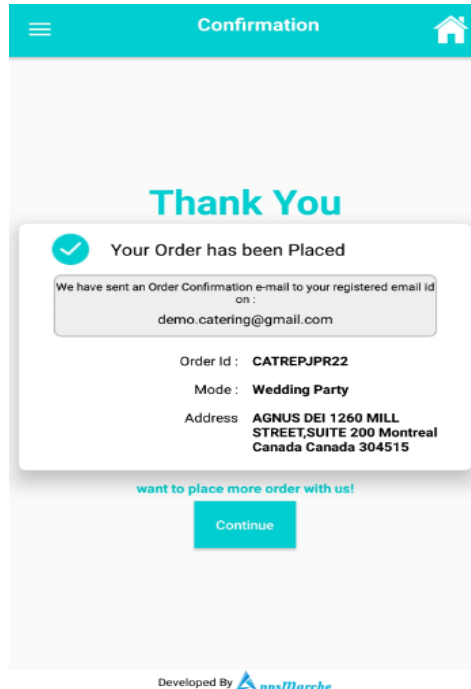 Confirmation
Thank You
Your Order has been Placed
We have sent an Order Confirmation e-mail to your registered email id
on :
demo.catering@gmail.com
Order Id : CATREPJPR22
Mode : Wedding Party
Address AGNUS DEI 1260 MILL
STREET,SUITE 200 Montreal
Canada Canada 304515
want to place more order with us!
Continue
Developed By AppsMarche